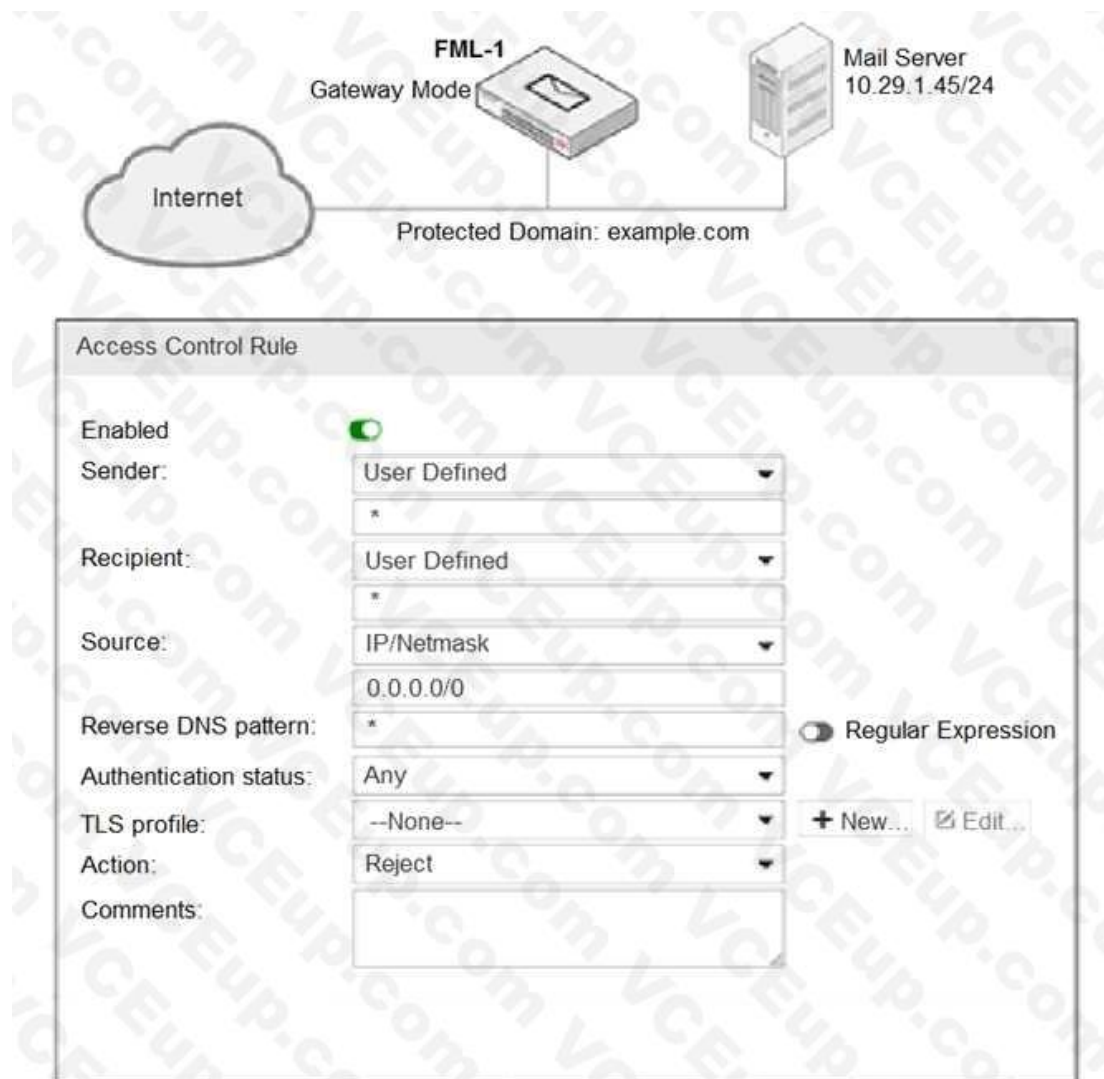 FML-1
Gateway Mode
Mail Server
10.29.1.45/24
Internet
Protected Domain: example.com
Access Control Rule
Enabled
Sender: User Defined
*
Recipient: User Defined
*
Source: IP/Netmask
0.0.0.0/0
Reverse DNS pattern: * Regular Expression
Authentication status: Any
TLS profile: --None-- + New... Edit...
Action: Reject
Comments:
VCEup.com